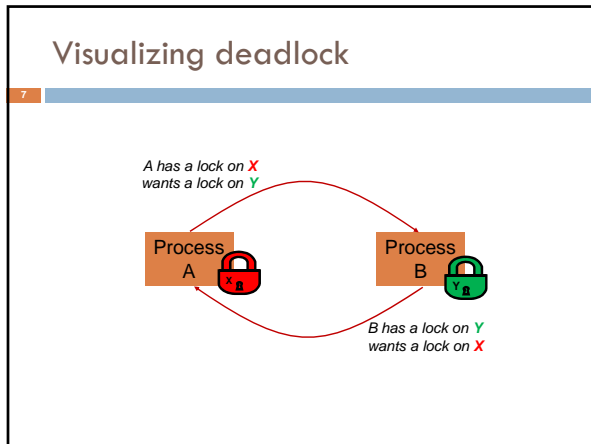 Visualizing deadlock
7
A has a lock on X
wants a lock on Y
Process
A
X
Process
B
Y
B has a lock on Y
wants a lock on X